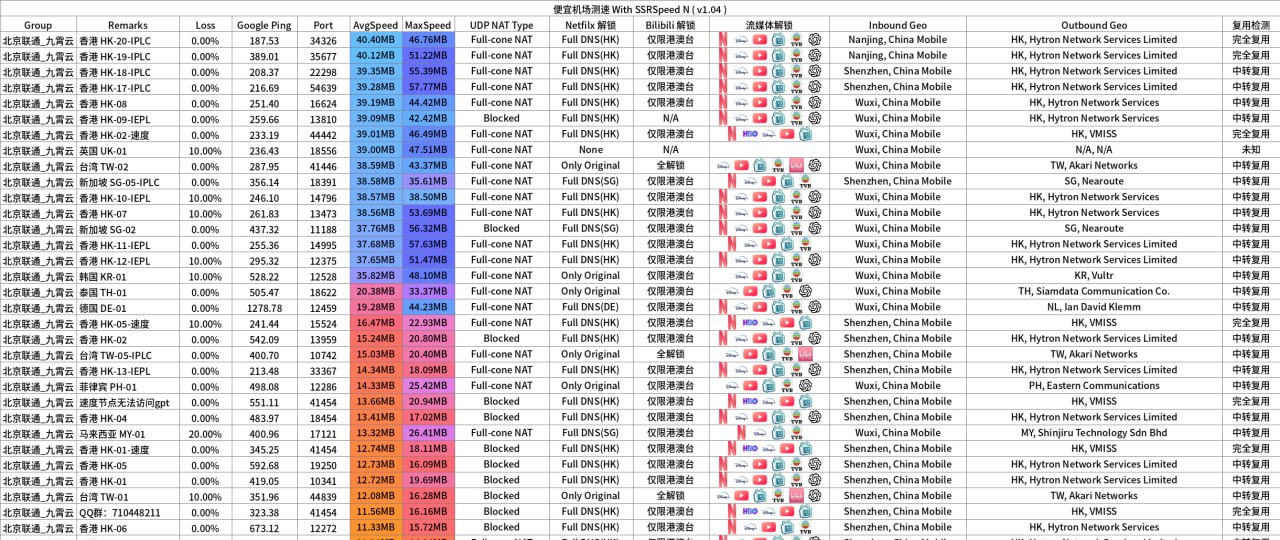 便宜机场测速 With SSRSpeed N ( v1.04 )
Group Remarks Loss Google Ping Port AvgSpeed MaxSpeed UDP NAT Type Netfilx 解锁 Bilibili 解锁 流媒体解锁 Inbound Geo Outbound Geo 复用检测
北京联通_九霄云 香港 HK-20-IPLC 0.00% 187.53 34326 40.40MB 46.76MB Full-cone NAT Full DNS(HK) 仅限港澳台 Nanjing, China Mobile HK, Hytron Network Services Limited 完全复用
北京联通_九霄云 香港 HK-19-IPLC 0.00% 389.01 35677 40.12MB 51.22MB Full-cone NAT Full DNS(HK) 仅限港澳台 Nanjing, China Mobile HK, Hytron Network Services Limited 完全复用
北京联通_九霄云 香港 HK-18-IPLC 0.00% 208.37 22298 39.35MB 55.39MB Full-cone NAT Full DNS(HK) 仅限港澳台 Shenzhen, China Mobile HK, Hytron Network Services Limited 中转复用
北京联通_九霄云 香港 HK-17-IPLC 0.00% 216.69 54639 39.28MB 57.77MB Full-cone NAT Full DNS(HK) 仅限港澳台 Shenzhen, China Mobile HK, Hytron Network Services Limited 中转复用
北京联通_九霄云 香港 HK-08 0.00% 251.40 16624 39.19MB 44.42MB Full-cone NAT Full DNS(HK) 仅限港澳台 Wuxi, China Mobile HK, Hytron Network Services 中转复用
北京联通_九霄云 香港 HK-09-IEPL 0.00% 259.66 13810 39.09MB 42.42MB Blocked Full DNS(HK) N/A Wuxi, China Mobile HK, Hytron Network Services 中转复用
北京联通_九霄云 香港 HK-02-速度 0.00% 233.19 44442 39.01MB 46.49MB Full-cone NAT Full DNS(HK) 仅限港澳台 HBO Wuxi, China Mobile HK, VMISS 完全复用
北京联通_九霄云 英国 UK-01 10.00% 236.43 18556 39.00MB 47.51MB Full-cone NAT None N/A Wuxi, China Mobile N/A, N/A 未知
北京联通_九霄云 台湾 TW-02 0.00% 287.95 41446 38.59MB 43.37MB Full-cone NAT Only Original 全解锁 Wuxi, China Mobile TW, Akari Networks 中转复用
北京联通_九霄云 新加坡 SG-05-IPLC 0.00% 356.14 18391 38.58MB 35.61MB Full-cone NAT Full DNS(SG) 仅限港澳台 Shenzhen, China Mobile SG, Nearoute 中转复用
北京联通_九霄云 香港 HK-10-IEPL 10.00% 246.10 14796 38.57MB 38.50MB Full-cone NAT Full DNS(HK) 仅限港澳台 Wuxi, China Mobile HK, Hytron Network Services 中转复用
北京联通_九霄云 香港 HK-07 10.00% 261.83 13473 38.56MB 53.69MB Full-cone NAT Full DNS(HK) 仅限港澳台 Wuxi, China Mobile HK, Hytron Network Services 中转复用
北京联通_九霄云 新加坡 SG-02 0.00% 437.32 11188 37.76MB 56.32MB Blocked Full DNS(SG) 仅限港澳台 Wuxi, China Mobile SG, Nearoute 中转复用
北京联通_九霄云 香港 HK-11-IEPL 0.00% 255.36 14995 37.68MB 57.63MB Full-cone NAT Full DNS(HK) 仅限港澳台 Wuxi, China Mobile HK, Hytron Network Services Limited 中转复用
北京联通_九霄云 香港 HK-12-IEPL 10.00% 295.32 12375 37.65MB 51.47MB Full-cone NAT Full DNS(HK) 仅限港澳台 Wuxi, China Mobile HK, Hytron Network Services Limited 中转复用
北京联通_九霄云 韩国 KR-01 10.00% 528.22 12528 35.82MB 48.10MB Full-cone NAT Only Original 仅限港澳台 Wuxi, China Mobile KR, Vultr 中转复用
北京联通_九霄云 泰国 TH-01 0.00% 505.47 18622 20.38MB 33.37MB Full-cone NAT Only Original 仅限港澳台 Wuxi, China Mobile TH, Siamdata Communication Co. 中转复用
北京联通_九霄云 德国 DE-01 0.00% 1278.78 12459 19.28MB 44.23MB Full-cone NAT Full DNS(DE) 仅限港澳台 Wuxi, China Mobile NL, Ian David Klemm 中转复用
北京联通_九霄云 香港 HK-05-速度 10.00% 241.44 15524 16.47MB 22.93MB Full-cone NAT Full DNS(HK) 仅限港澳台 HBO Shenzhen, China Mobile HK, VMISS 完全复用
北京联通_九霄云 香港 HK-02 0.00% 542.09 13959 15.24MB 20.80MB Blocked Full DNS(HK) 仅限港澳台 Shenzhen, China Mobile HK, Hytron Network Services Limited 中转复用
北京联通_九霄云 台湾 TW-05-IPLC 0.00% 400.70 10742 15.03MB 20.40MB Full-cone NAT Only Original 全解锁 Shenzhen, China Mobile TW, Akari Networks 中转复用
北京联通_九霄云 香港 HK-13-IEPL 0.00% 213.48 33367 14.34MB 18.09MB Full-cone NAT Full DNS(HK) 仅限港澳台 Shenzhen, China Mobile HK, Hytron Network Services Limited 中转复用
北京联通_九霄云 菲律宾 PH-01 0.00% 498.08 12286 14.33MB 25.42MB Full-cone NAT Only Original 仅限港澳台 Wuxi, China Mobile PH, Eastern Communications 中转复用
北京联通_九霄云 速度节点无法访问gpt 0.00% 551.11 41454 13.66MB 20.94MB Blocked Full DNS(HK) 仅限港澳台 HBO Shenzhen, China Mobile HK, VMISS 完全复用
北京联通_九霄云 香港 HK-04 0.00% 483.97 18454 13.41MB 17.02MB Blocked Full DNS(HK) 仅限港澳台 Shenzhen, China Mobile HK, Hytron Network Services Limited 中转复用
北京联通_九霄云 马来西亚 MY-01 20.00% 400.96 17121 13.32MB 26.41MB Full-cone NAT Full DNS(SG) 仅限港澳台 Wuxi, China Mobile MY, Shinjiru Technology Sdn Bhd 中转复用
北京联通_九霄云 香港 HK-01-速度 0.00% 345.25 41454 12.74MB 18.11MB Blocked Full DNS(HK) 仅限港澳台 HBO Shenzhen, China Mobile HK, VMISS 完全复用
北京联通_九霄云 香港 HK-05 0.00% 592.68 19250 12.73MB 16.09MB Blocked Full DNS(HK) 仅限港澳台 Shenzhen, China Mobile HK, Hytron Network Services Limited 中转复用
北京联通_九霄云 香港 HK-01 0.00% 419.05 10341 12.72MB 19.69MB Blocked Full DNS(HK) 仅限港澳台 Shenzhen, China Mobile HK, Hytron Network Services Limited 中转复用
北京联通_九霄云 台湾 TW-01 10.00% 351.96 44839 12.08MB 16.28MB Blocked Only Original 全解锁 Shenzhen, China Mobile TW, Akari Networks 中转复用
北京联通_九霄云 QQ群：710448211 0.00% 323.38 41454 11.56MB 16.16MB Blocked Full DNS(HK) 仅限港澳台 HBO Shenzhen, China Mobile HK, VMISS 完全复用
北京联通_九霄云 香港 HK-06 0.00% 673.12 12272 11.33MB 15.72MB Blocked Full DNS(HK) 仅限港澳台 Shenzhen, China Mobile HK, Hytron Network Services 中转复用